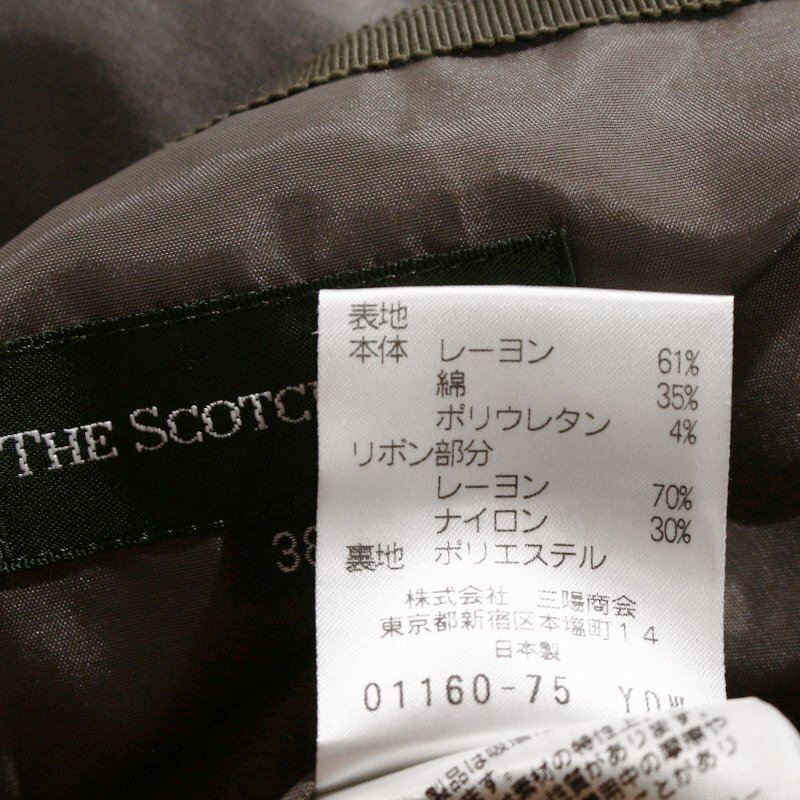 表地
本体 レーヨン 61%
綿 35%
ポリウレタン 4%
リボン部分
レーヨン 70%
ナイロン 30%
裏地 ポリエステル
株式会社 三陽商会
東京都新宿区本塩町14
日本製
01160-75 YDW
THE SCOTC
38